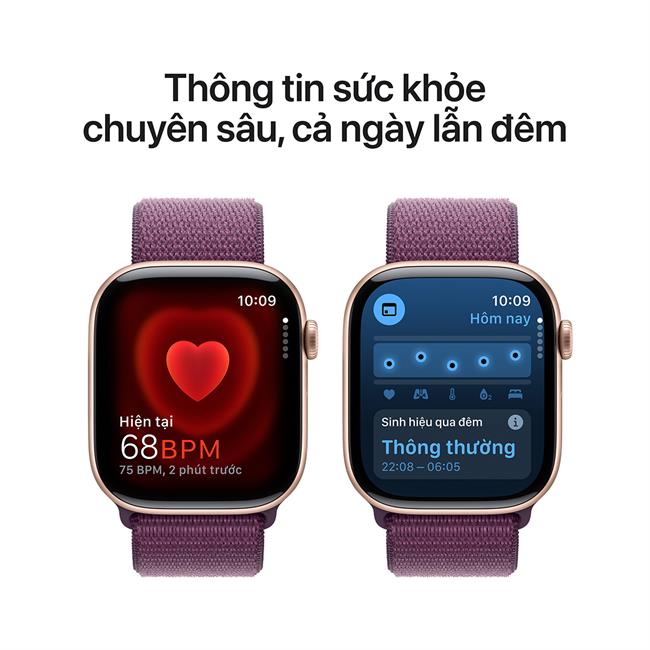 Thông tin sức khỏe
chuyên sâu, cả ngày lẫn đêm
10:09
Hiện tại
68BPM
75 BPM, 2 phút trước
10:09
Hôm nay
O₂
Sinh hiệu qua đêm
i
Thông thường
22:08 – 06:05